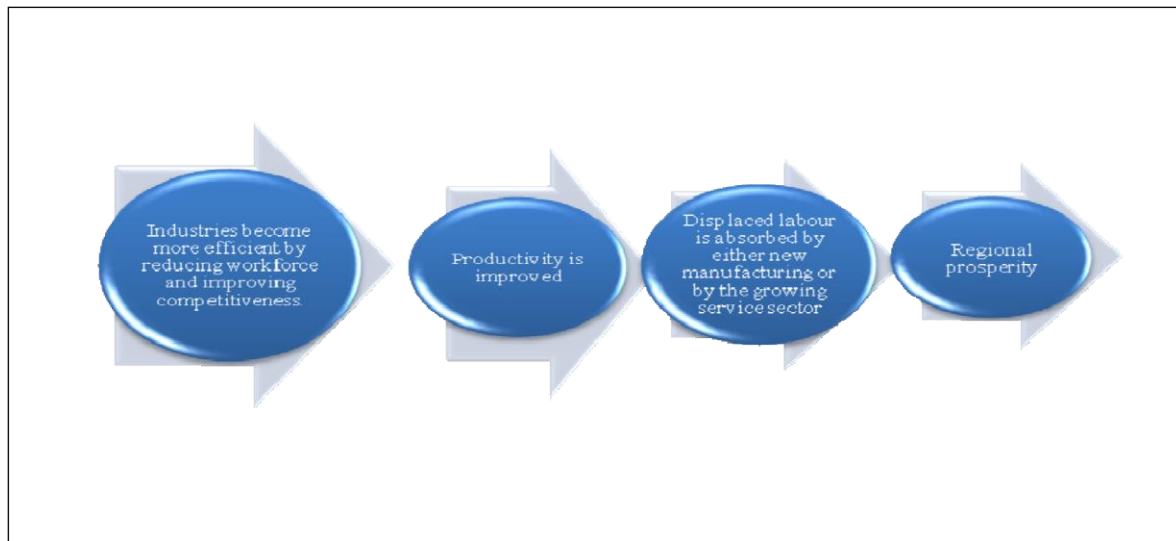 Industries become
more efficient by
reducing workforce
and improving
competitiveness.
Productivity is
improved
Displaced labour
is absorbed by
either new
manufacturing or
by the growing
service sector
Regional
prosperity